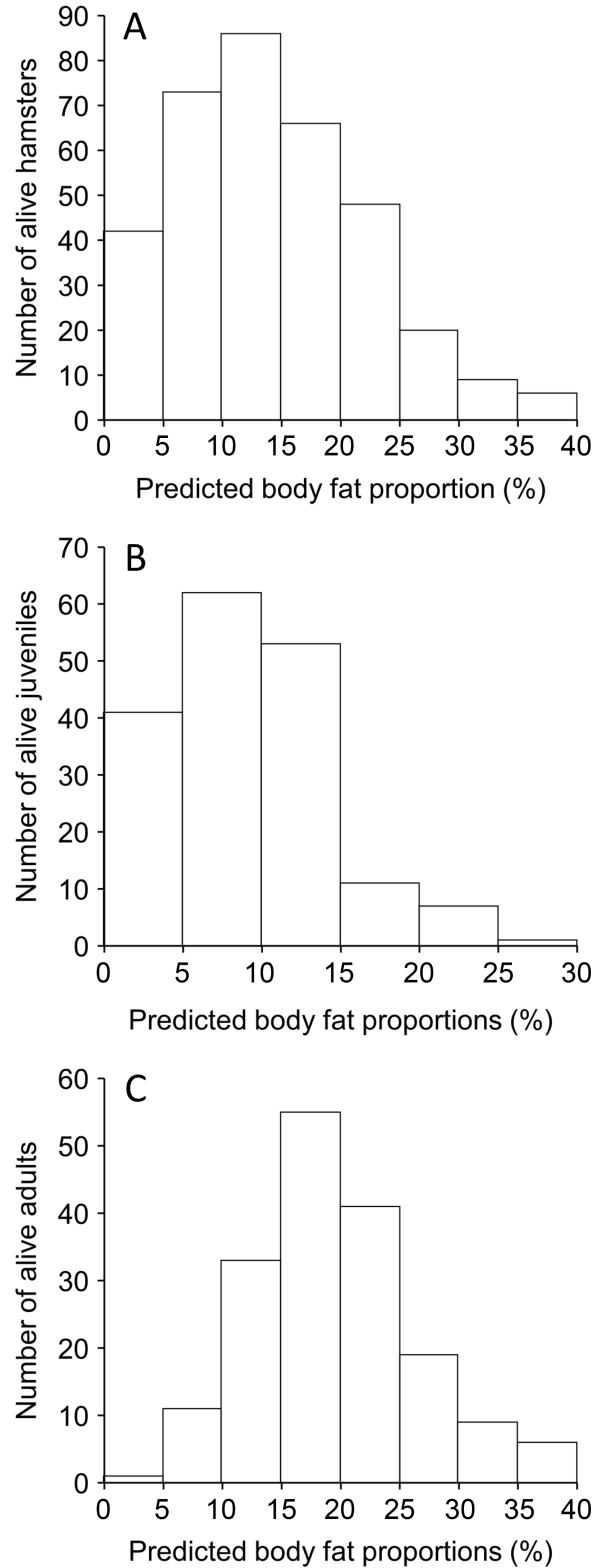 A
Number of alive hamsters
90
80
70
60
50
40
30
20
10
0
0 5 10 15 20 25 30 35 40
Predicted body fat proportion (%)
B
Number of alive juveniles
70
60
50
40
30
20
10
0
0 5 10 15 20 25 30
Predicted body fat proportions (%)
C
Number of alive adults
60
50
40
30
20
10
0
0 5 10 15 20 25 30 35 40
Predicted body fat proportions (%)